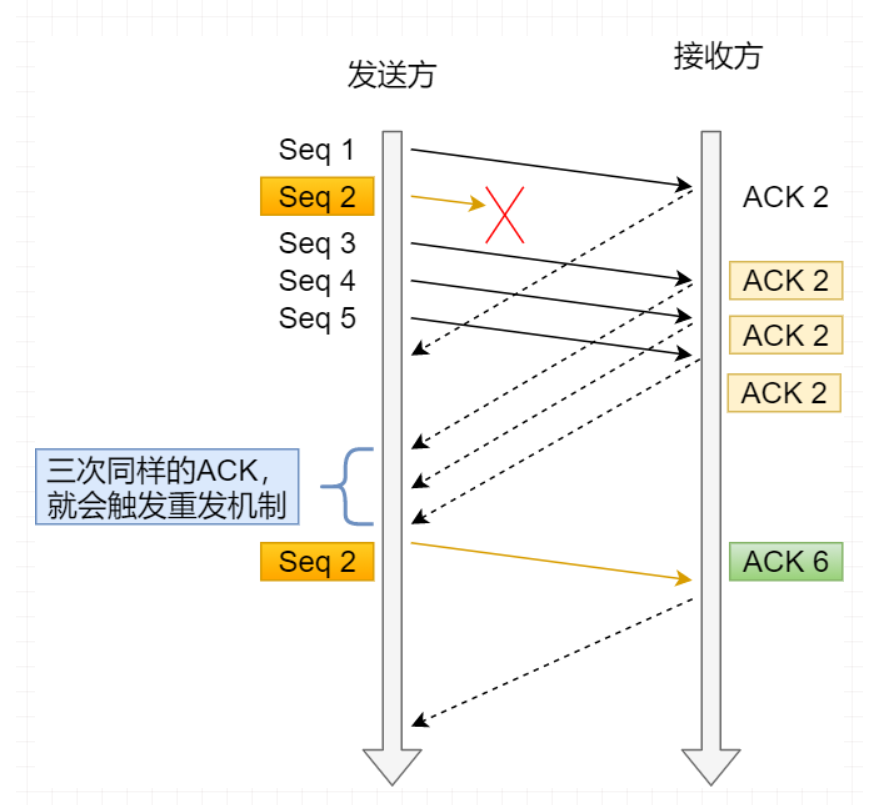 发送方
接收方
Seq 1
Seq 2
ACK 2
Seq 3
Seq 4
ACK 2
Seq 5
ACK 2
ACK 2
三次同样的ACK，
就会触发重发机制
Seq 2
ACK 6